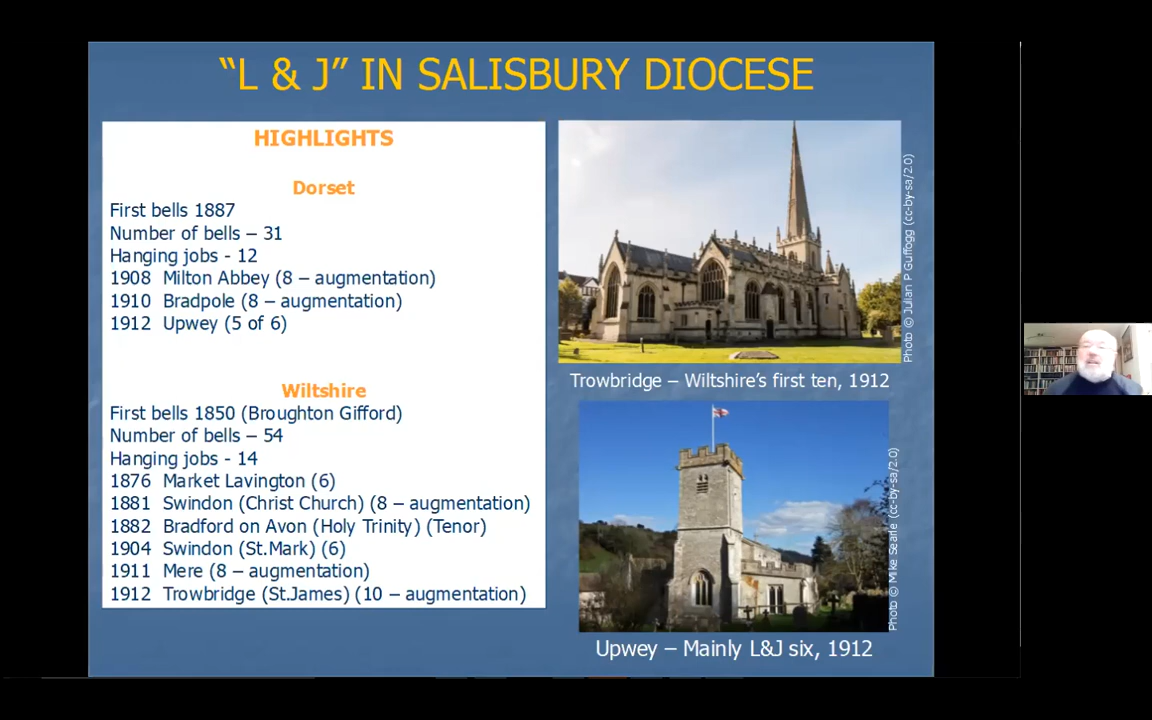 “L & J” IN SALISBURY DIOCESE
HIGHLIGHTS
Dorset
First bells 1887
Number of bells – 31
Hanging jobs - 12
1908 Milton Abbey (8 – augmentation)
1910 Bradpole (8 – augmentation)
1912 Upwey (5 of 6)
Wiltshire
First bells 1850 (Broughton Gifford)
Number of bells – 54
Hanging jobs - 14
1876 Market Lavington (6)
1881 Swindon (Christ Church) (8 – augmentation)
1882 Bradford on Avon (Holy Trinity) (Tenor)
1904 Swindon (St.Mark) (6)
1911 Mere (8 – augmentation)
1912 Trowbridge (St.James) (10 – augmentation)
Photo © Julian P Guffogg (cc-by-sa/2.0)
Trowbridge – Wiltshire’s first ten, 1912
Photo © Mike Searle (cc-by-sa/2.0)
Upwey – Mainly L&J six, 1912